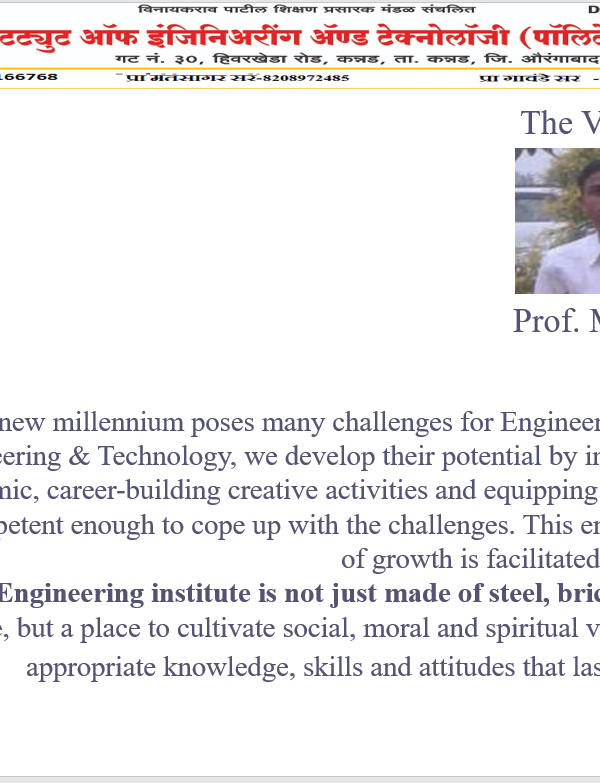 विनायकराव पाटील शिक्षण प्रसारक मंडळ संचलित D
टट्युट ऑफ इंजिनिअरींग ॲण्ड टेक्नोलॉजी (पॉलिटे
गट नं. ३०, हिवरखेडा रोड, कन्नड, ता. कन्नड, जि. औरंगाबाद
166768 प्रा मतसागर सर-8208972485 प्रा गावंडे सर -
The V
Prof. M
new millennium poses many challenges for Engineer
eering & Technology, we develop their potential by in
mic, career-building creative activities and equipping
petent enough to cope up with the challenges. This en
of growth is facilitated
Engineering institute is not just made of steel, bric
e, but a place to cultivate social, moral and spiritual v
appropriate knowledge, skills and attitudes that las